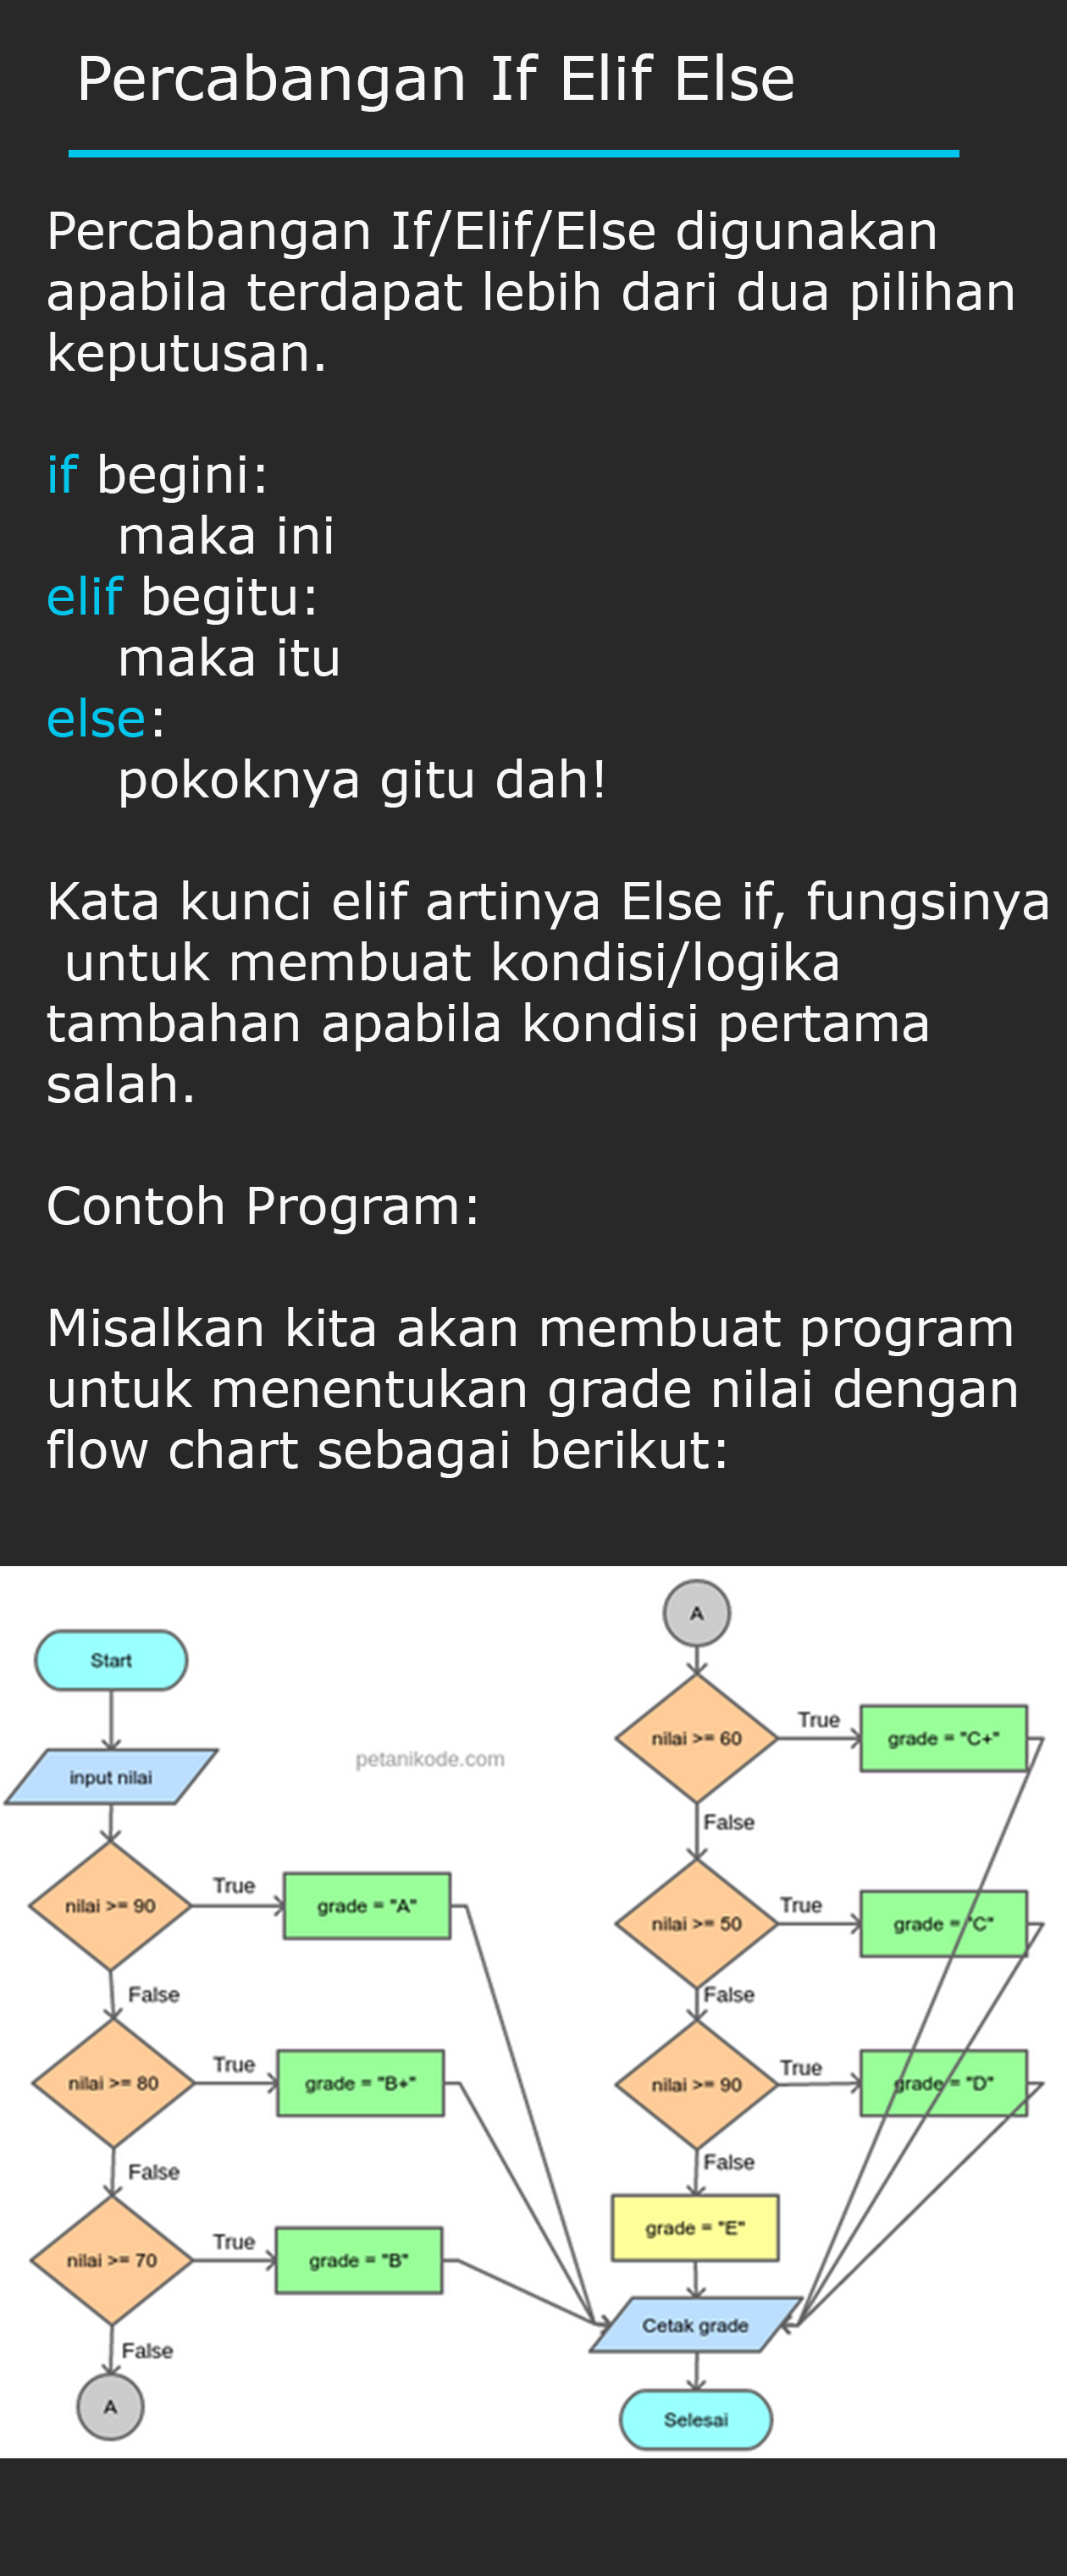 Percabangan If Elif Else
Percabangan If/Elif/Else digunakan
apabila terdapat lebih dari dua pilihan
keputusan.
if begini:
maka ini
elif begitu:
maka itu
else:
pokoknya gitu dah!
Kata kunci elif artinya Else if, fungsinya
untuk membuat kondisi/logika
tambahan apabila kondisi pertama
salah.
Contoh Program:
Misalkan kita akan membuat program
untuk menentukan grade nilai dengan
flow chart sebagai berikut:
Start
input nilai
petanikode.com
nilai >= 90
True
grade = "A"
False
nilai >= 80
True
grade = "B+"
False
nilai >= 70
True
grade = "B"
False
A
A
nilai >= 60
True
grade = "C+"
False
nilai >= 50
True
grade = "C"
False
nilai >= 90
True
grade = "D"
False
grade = "E"
Cetak grade
Selesai